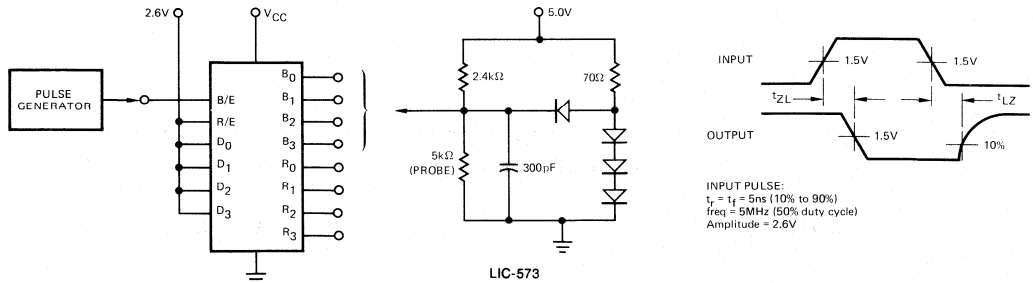 2.6V
VCC
PULSE
GENERATOR
B/E
R/E
D0
D1
D2
D3
B0
B1
B2
B3
R0
R1
R2
R3
5.0V
2.4kΩ
70Ω
5kΩ
(PROBE)
300pF
LIC-573
INPUT
1.5V
1.5V
tZL
tLZ
OUTPUT
1.5V
10%
INPUT PULSE:
tr = tf = 5ns (10% to 90%)
freq = 5MHz (50% duty cycle)
Amplitude = 2.6V